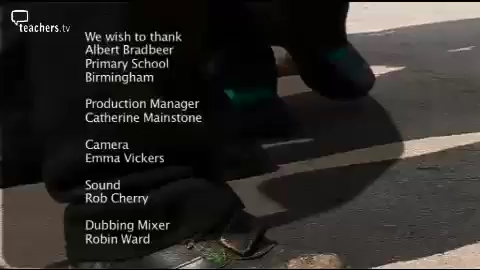 teachers.tv
We wish to thank
Albert Bradbeer
Primary School
Birmingham
Production Manager
Catherine Mainstone
Camera
Emma Vickers
Sound
Rob Cherry
Dubbing Mixer
Robin Ward